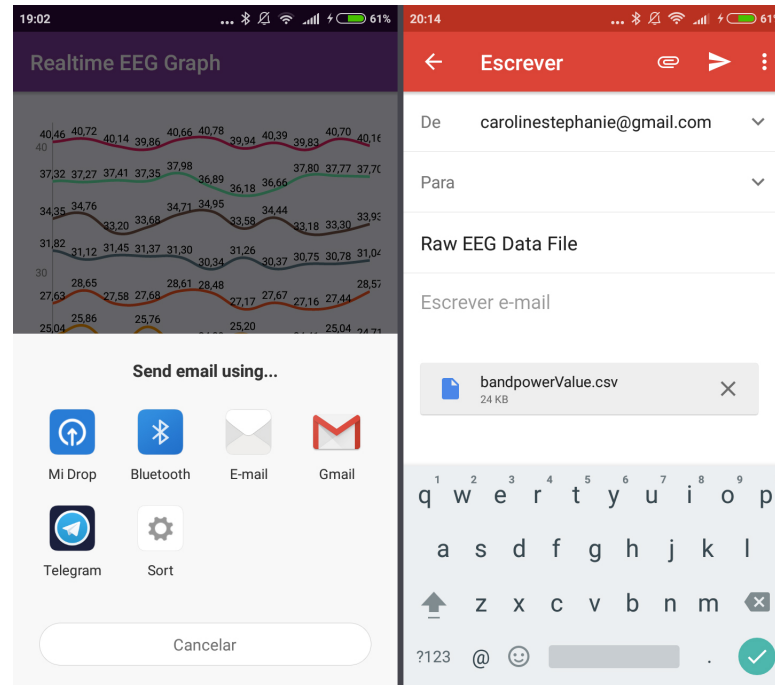 19:02
... 61%
Realtime EEG Graph
40,46 40,72 40,14 39,86 40,66 40,78 39,94 40,39 39,83 40,70 40,16
40
37,32 37,27 37,41 37,35 37,98 36,89 36,18 36,66 37,80 37,77 37,70
34,35 34,76 33,20 33,68 34,71 34,95 33,58 34,44 33,18 33,30 33,93
31,82 31,12 31,45 31,37 31,30 30,34 31,26 30,37 30,75 30,78 31,04
30
27,63 28,65 27,58 27,68 28,61 28,48 27,17 27,67 27,16 27,44 28,57
25,04 25,86 25,76 25,20 25,04 24,71
Send email using...
Mi Drop Bluetooth E-mail Gmail
Telegram Sort
Cancelar
20:14
... 61
Escrever
De carolinestephanie@gmail.com
Para
Raw EEG Data File
Escrever e-mail
bandpowerValue.csv
24 KB
1 2 3 4 5 6 7 8 9
q w e r t y u i o p
a s d f g h j k l
z x c v b n m
?123 @ .